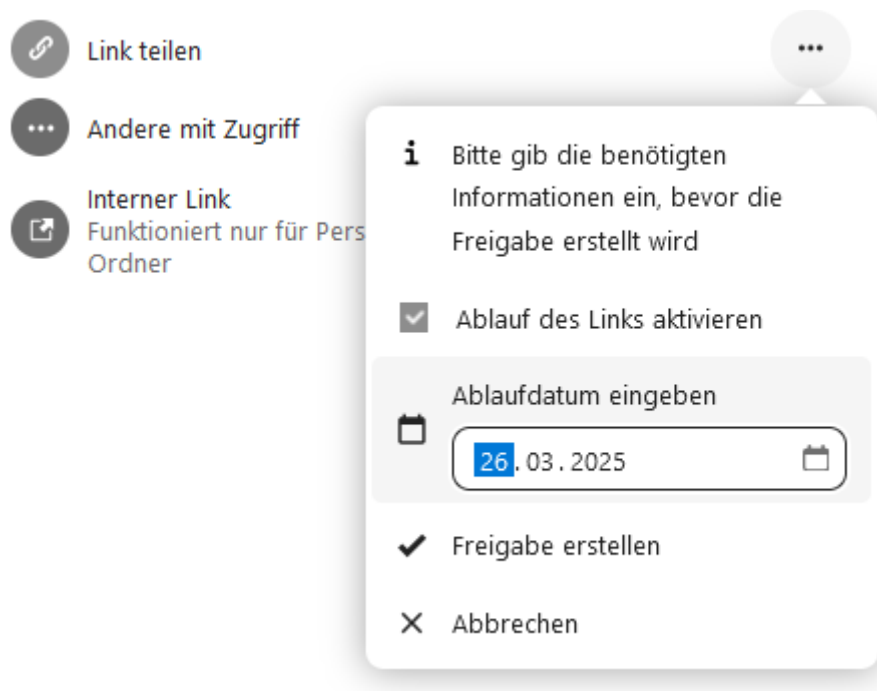 Link teilen
Andere mit Zugriff
Interner Link
Funktioniert nur für Pers
Ordner
Bitte gib die benötigten
Informationen ein, bevor die
Freigabe erstellt wird
Ablauf des Links aktivieren
Ablaufdatum eingeben
26.03.2025
Freigabe erstellen
Abbrechen